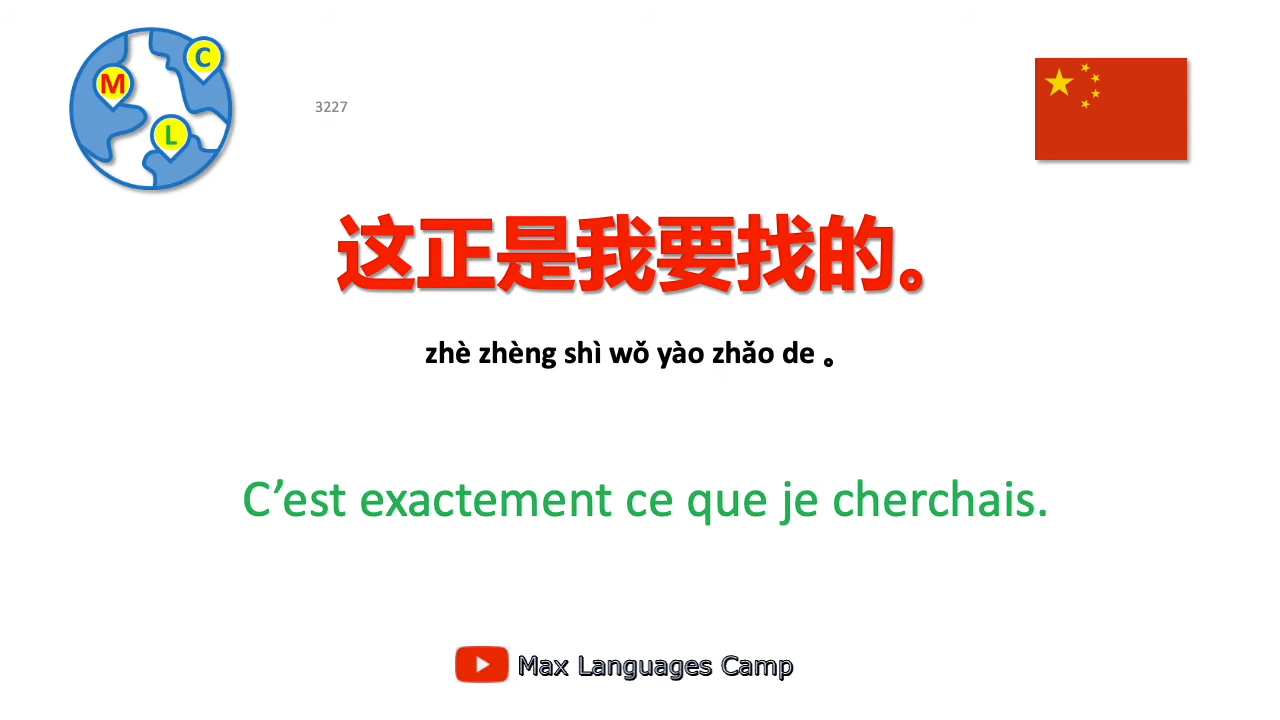 M
C
L
3227
这正是我要找的。
zhè zhèng shì wǒ yào zhǎo de 。
C’est exactement ce que je cherchais.
Max Languages Camp